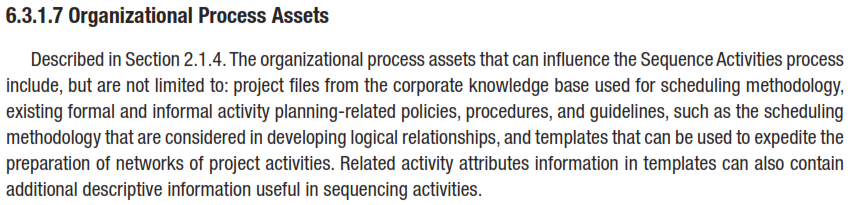 6.3.1.7 Organizational Process Assets
Described in Section 2.1.4. The organizational process assets that can influence the Sequence Activities process
include, but are not limited to: project files from the corporate knowledge base used for scheduling methodology,
existing formal and informal activity planning-related policies, procedures, and guidelines, such as the scheduling
methodology that are considered in developing logical relationships, and templates that can be used to expedite the
preparation of networks of project activities. Related activity attributes information in templates can also contain
additional descriptive information useful in sequencing activities.